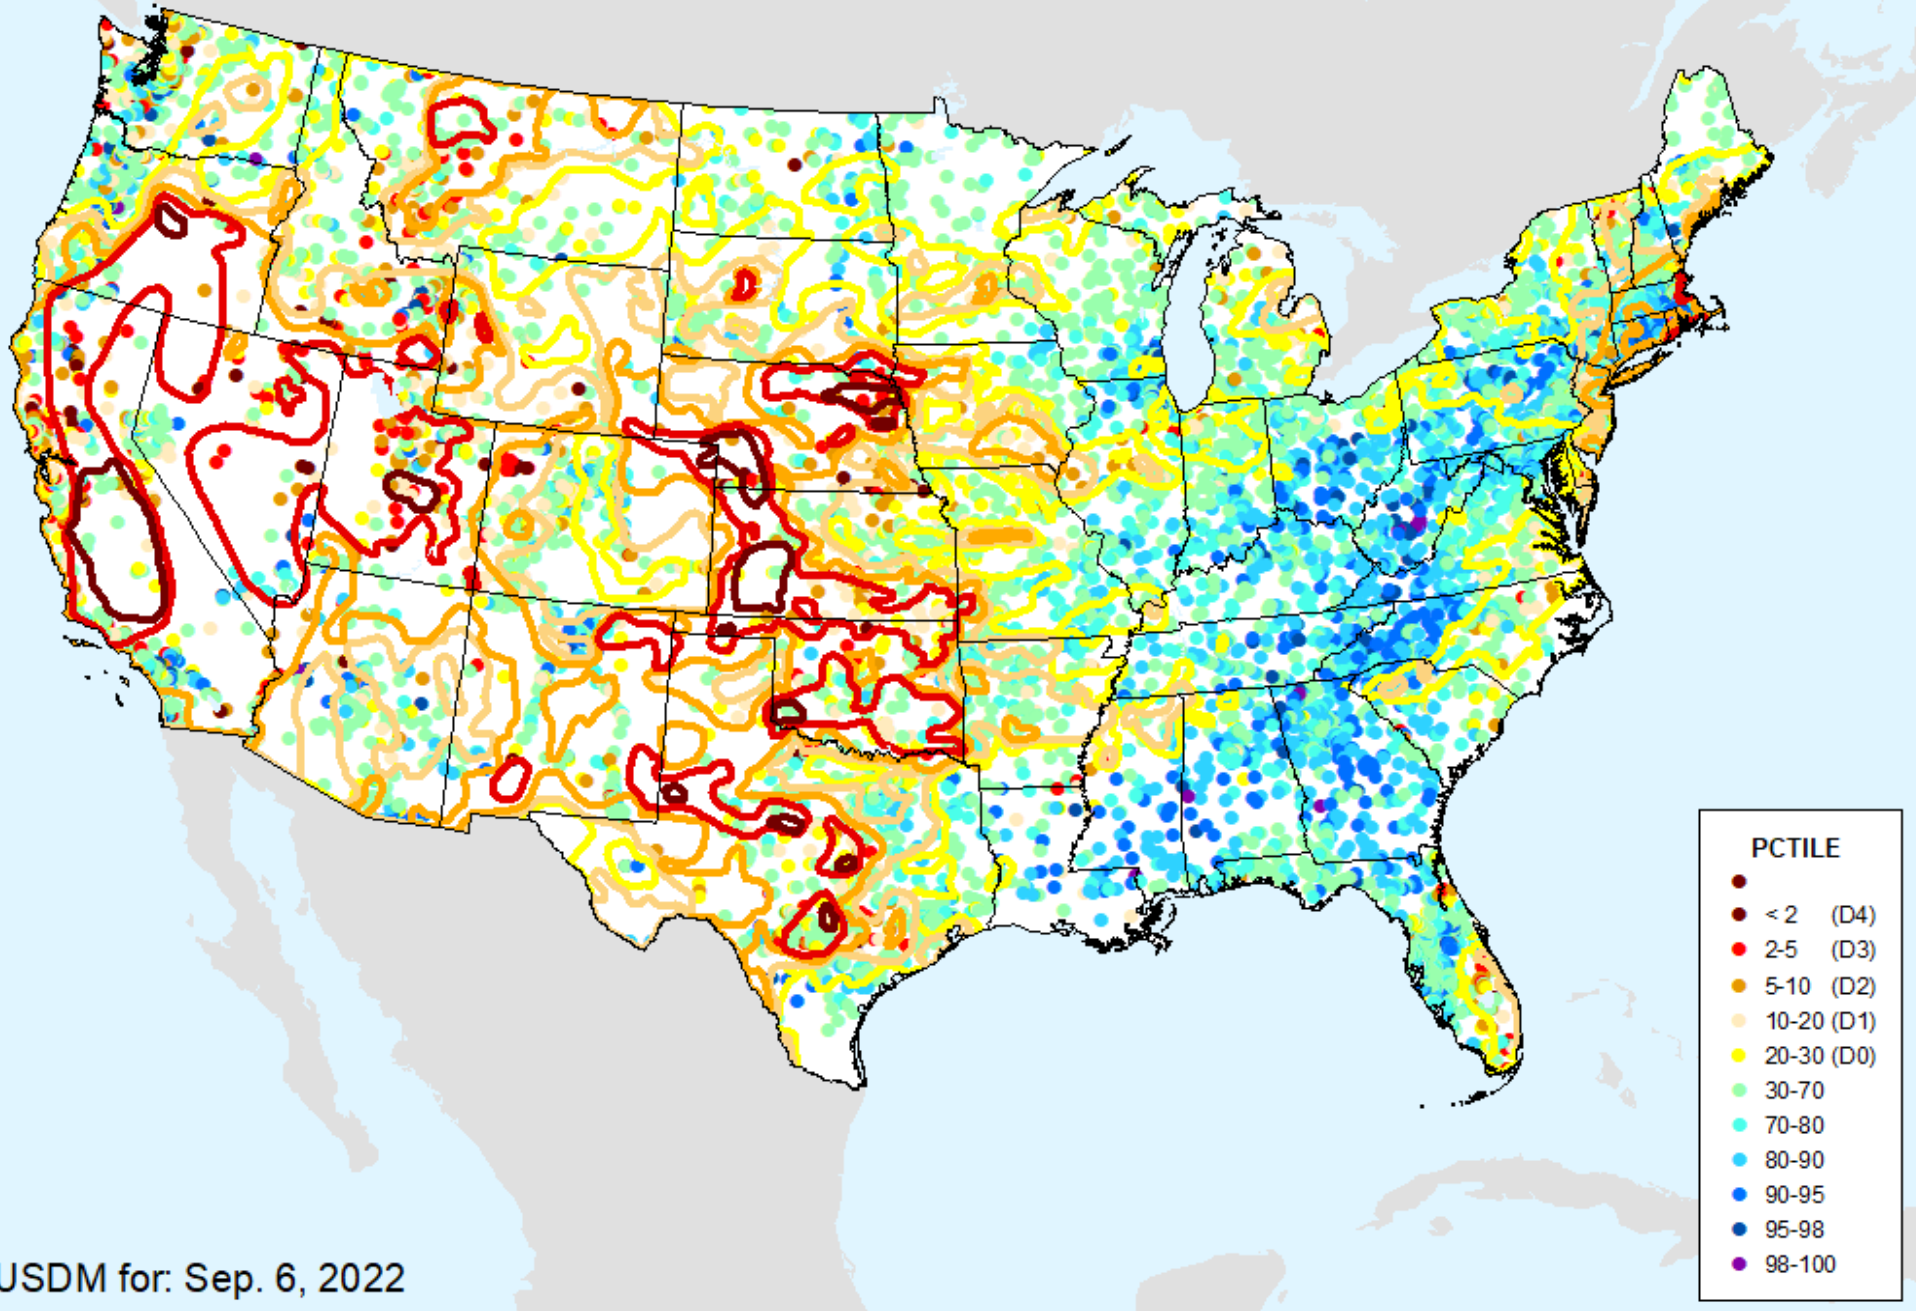 PCTILE
< 2 (D4)
2-5 (D3)
5-10 (D2)
10-20 (D1)
20-30 (D0)
30-70
70-80
80-90
90-95
95-98
98-100
USDM for: Sep. 6, 2022